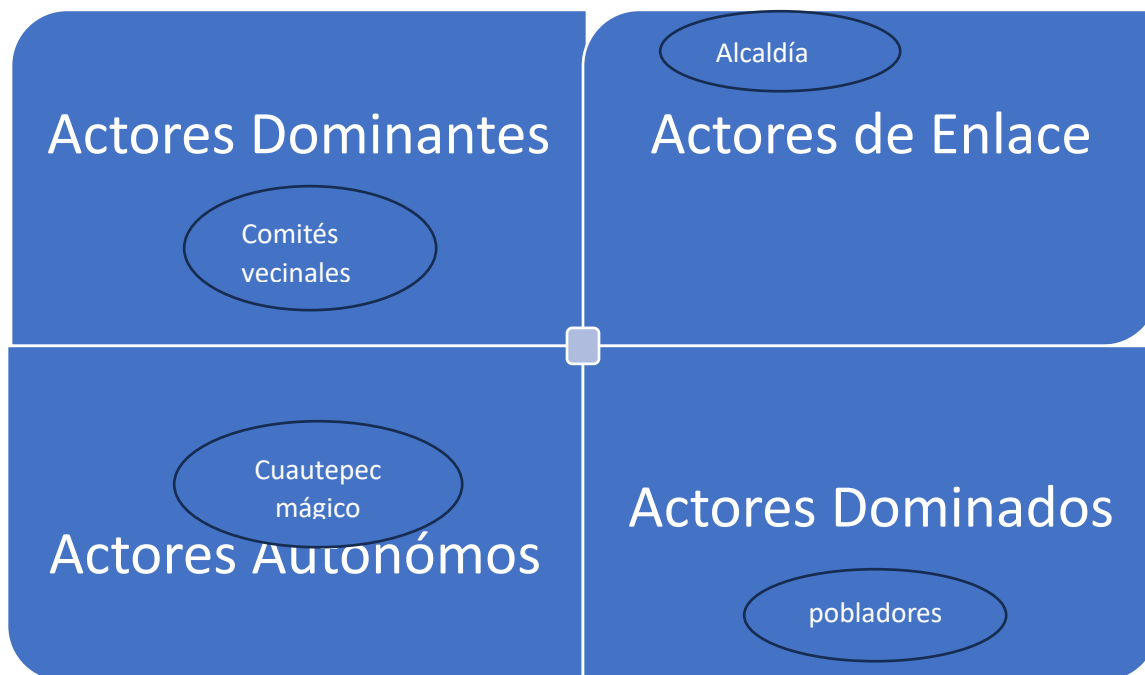 Alcaldía
Actores Dominantes
Actores de Enlace
Comités
vecinales
Cuautepec
mágico
Actores Autonómos
Actores Dominados
pobladores